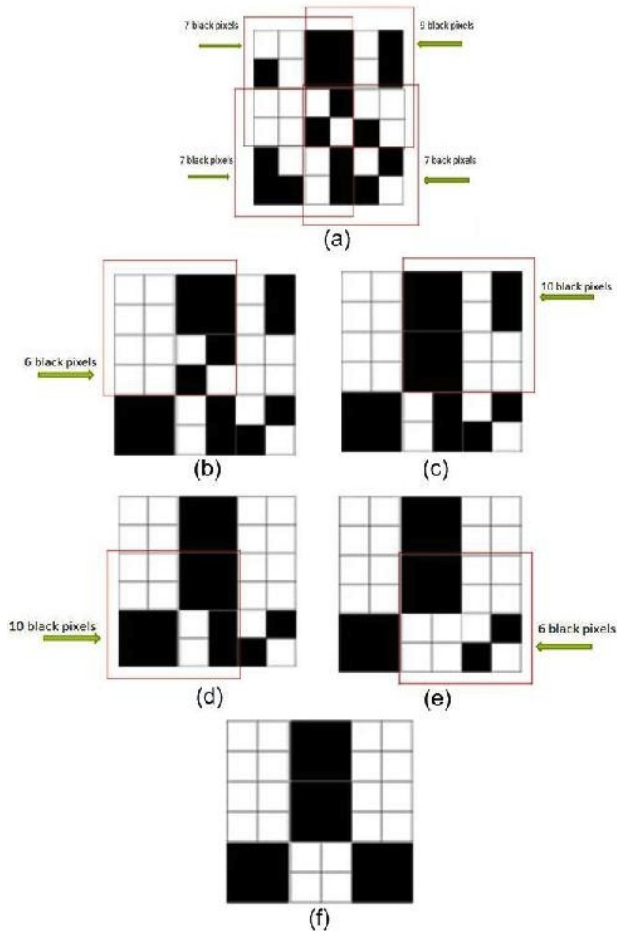 7 black pixels
9 black pixels
7 black pixels
7 back pixels
(a)
6 black pixels
10 black pixels
(b)
(c)
10 black pixels
6 black pixels
(d)
(e)
(f)